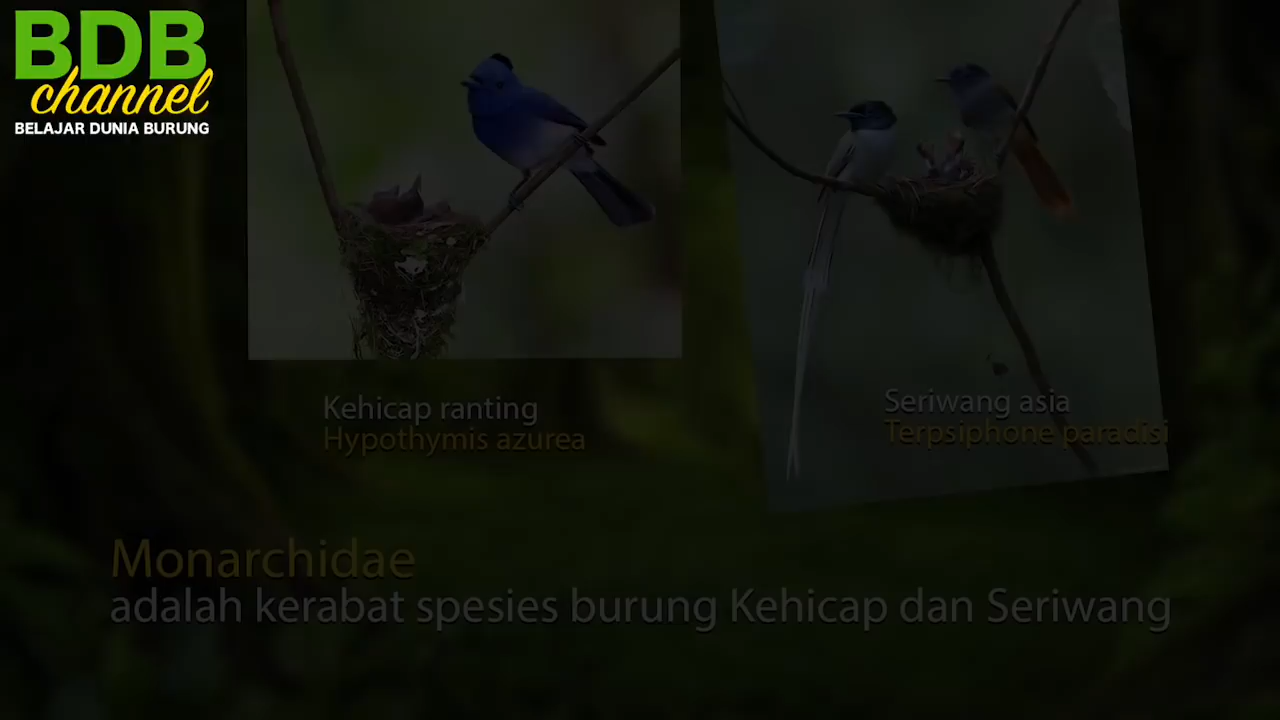 BDB
channel
BELAJAR DUNIA BURUNG
Kehicap ranting
Hypothymis azurea
Seriwang asia
Terpsiphone paradisi
Monarchidae
adalah kerabat spesies burung Kehicap dan Seriwang